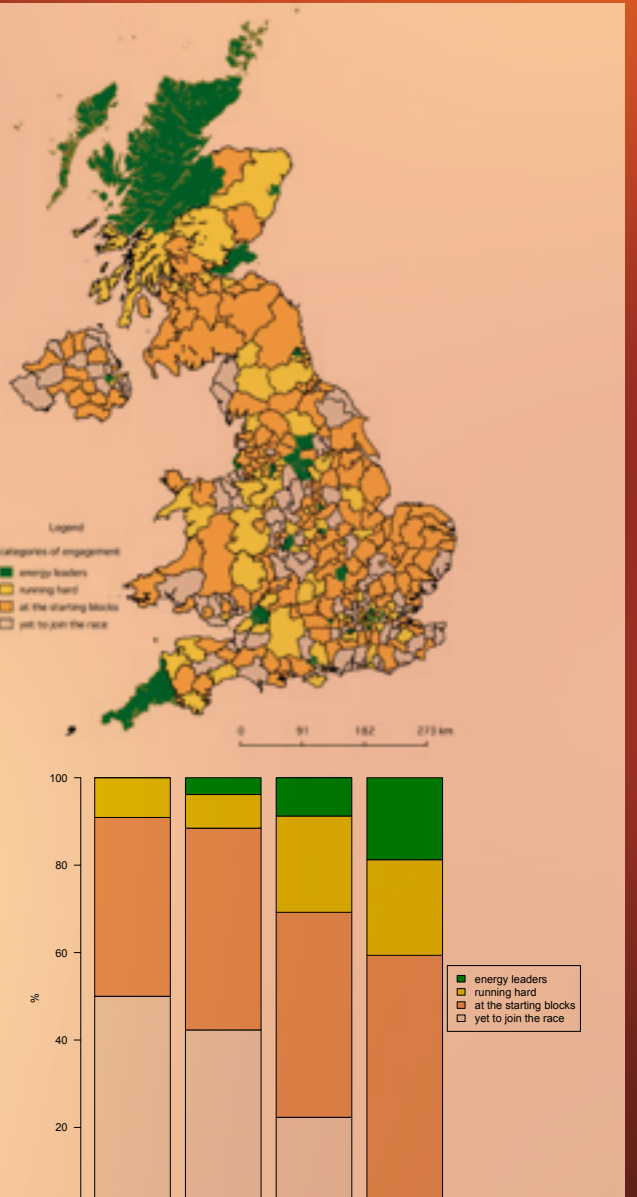 Legend
categories of engagement
energy leaders
running hard
at the starting blocks
yet to join the race
0 91 182 273 km
100
80
60
%
40
20
energy leaders
running hard
at the starting blocks
yet to join the race